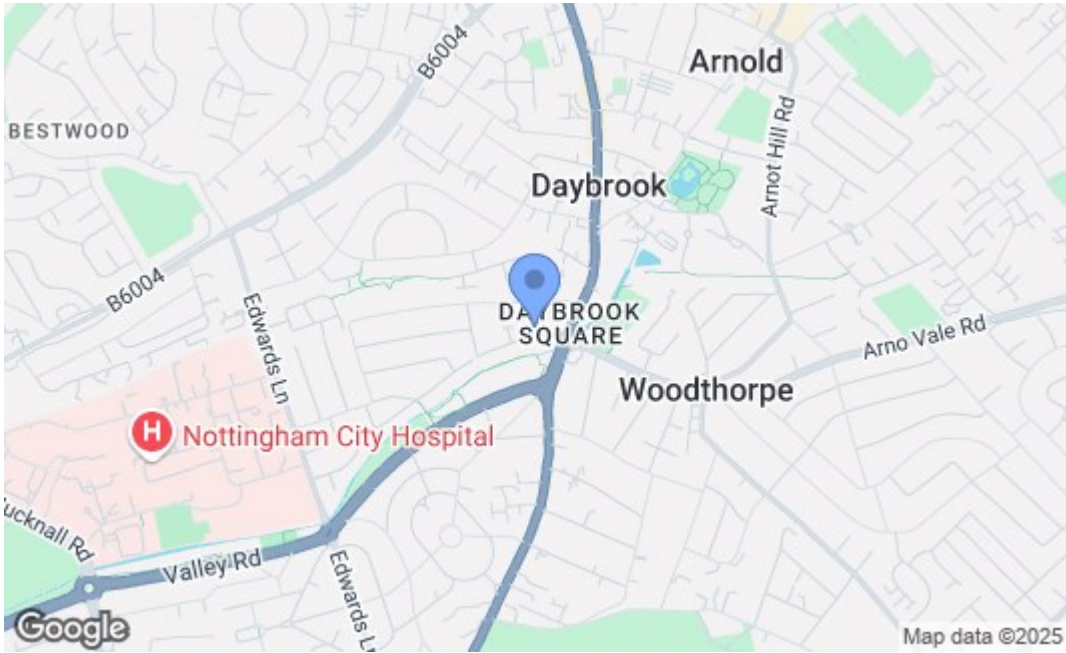 B6004
Arnold
BESTWOOD
Arnot Hill Rd
Daybrook
B6004
Edwards Ln
DAYBROOK
SQUARE
Arno Vale Rd
Woodthorpe
H
Nottingham City Hospital
ucknall Rd
Valley Rd
Edwards Ln
Google
Map data ©2025